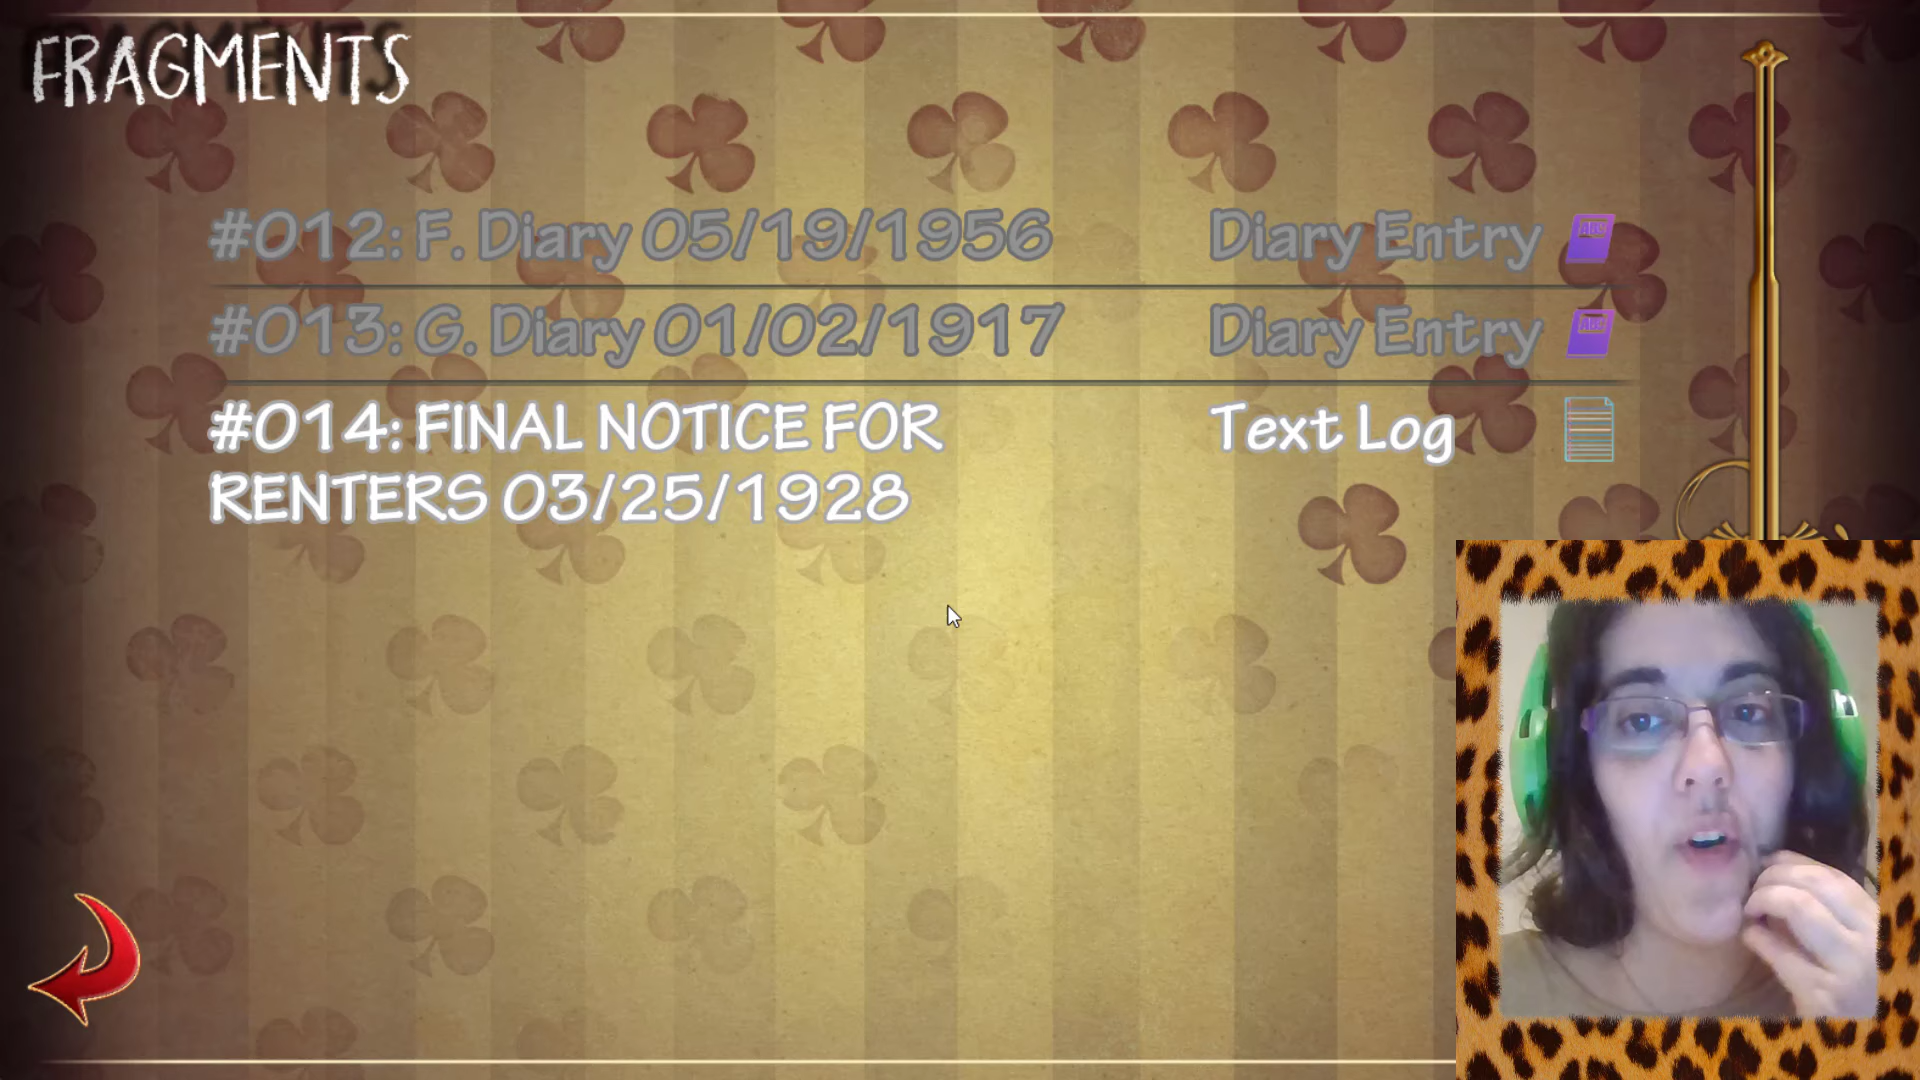 FRAGMENTS
#012: F. Diary 05/19/1956 Diary Entry
#013: G. Diary 01/02/1917 Diary Entry
#014: FINAL NOTICE FOR Text Log
RENTERS 03/25/1928